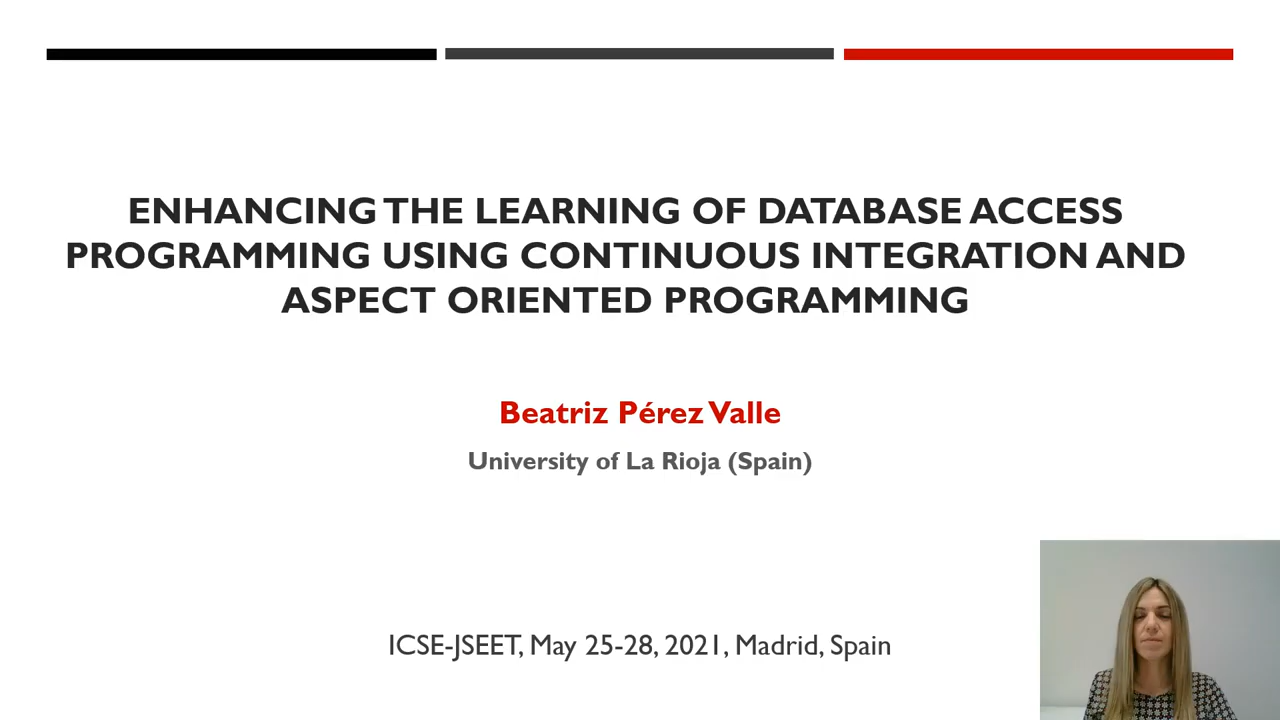 ENHANCING THE LEARNING OF DATABASE ACCESS
PROGRAMMING USING CONTINUOUS INTEGRATION AND
ASPECT ORIENTED PROGRAMMING
Beatriz Pérez Valle
University of La Rioja (Spain)
ICSE-JSEET, May 25-28, 2021, Madrid, Spain